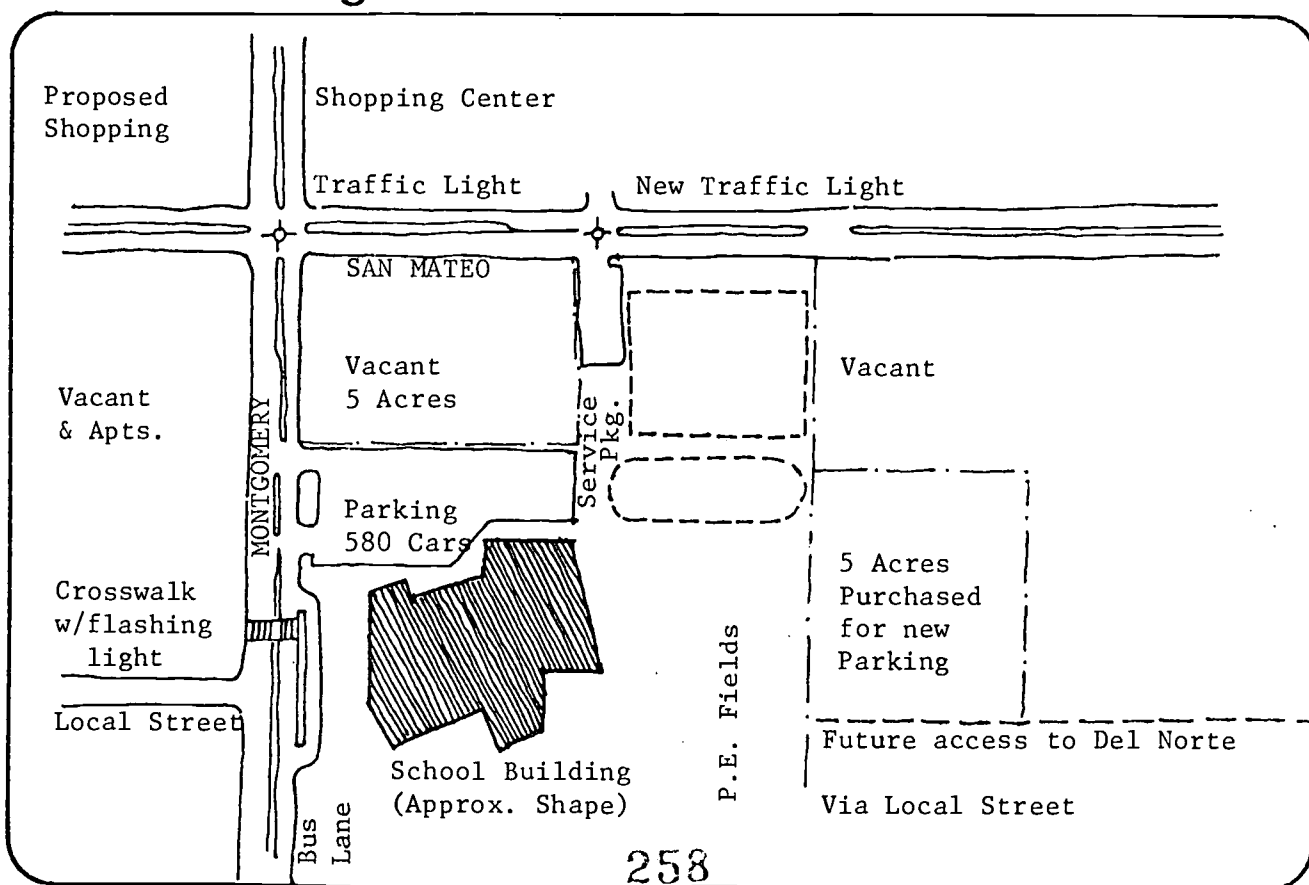 Proposed
Shopping
Shopping Center
Traffic Light
New Traffic Light
SAN MATEO
Vacant
5 Acres
Vacant
Vacant
& Apts.
MONTGOMERY
Service
Pkg.
Parking
580 Cars
5 Acres
Purchased
for new
Parking
Crosswalk
w/flashing
light
Local Street
P.E. Fields
School Building
(Approx. Shape)
Future access to Del Norte
Via Local Street
Bus
Lane
258